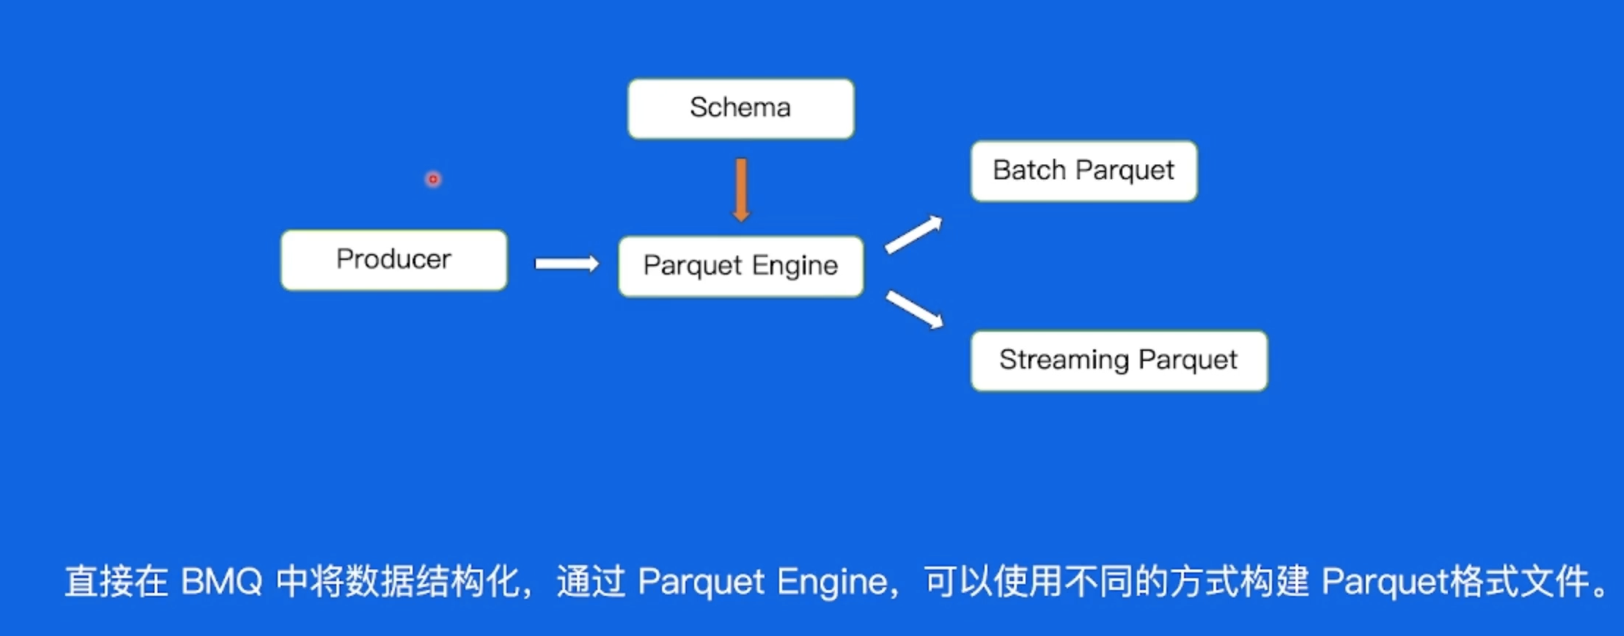 Schema
Batch Parquet
Producer
Parquet Engine
Streaming Parquet
直接在 BMQ 中将数据结构化，通过 Parquet Engine，可以使用不同的方式构建 Parquet格式文件。